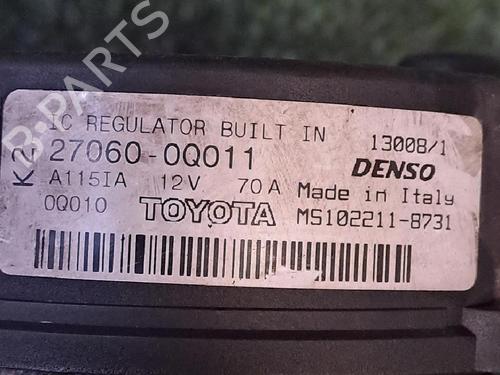 B-PARTS
IC REGULATOR BUILT IN 13008/1
K2 27060-0Q011 DENSO
A115IA 12V 70A Made in Italy
0Q010 TOYOTA MS102211-8731